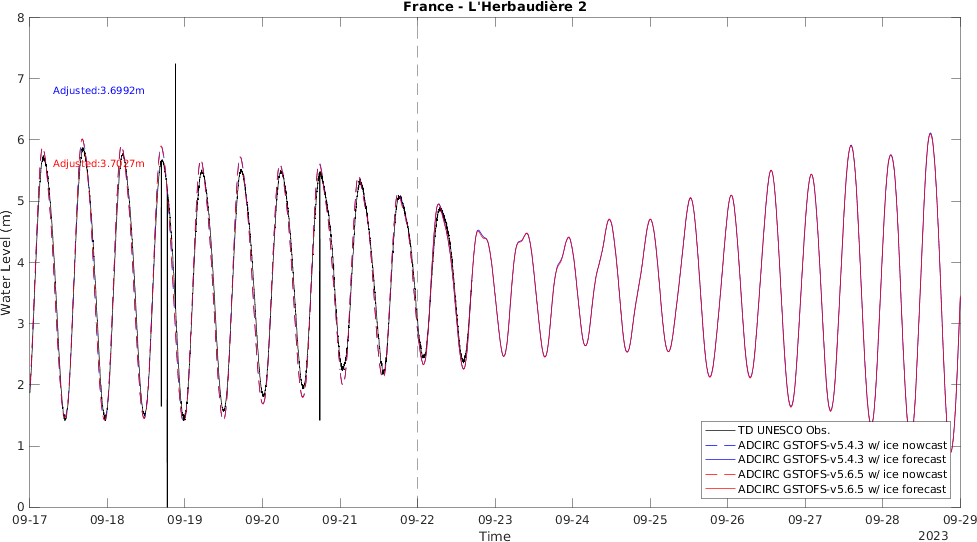 France - L'Herbaudière 2
8
7
6
5
4
3
2
1
0
Water Level (m)
Adjusted:3.6992m
Adjusted:3.7027m
TD UNESCO Obs.
ADCIRC GSTOFS-v5.4.3 w/ ice nowcast
ADCIRC GSTOFS-v5.4.3 w/ ice forecast
ADCIRC GSTOFS-v5.6.5 w/ ice nowcast
ADCIRC GSTOFS-v5.6.5 w/ ice forecast
09-17 09-18 09-19 09-20 09-21 09-22 09-23 09-24 09-25 09-26 09-27 09-28 09-29
Time
2023